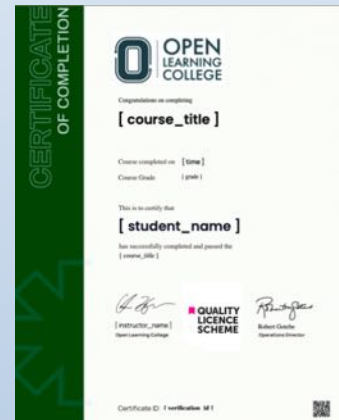 CERTIFICATE
OF COMPLETION
OPEN
LEARNING
COLLEGE
Congratulations on completing
[ course_title ]
Course completed on [ time ]
Course Grade [ grade ]
This is to certify that
[ student_name ]
has successfully completed and passed the
[ course_title ]
[ instructor_name ]
Open Learning College
QUALITY
LICENCE
SCHEME
Operations Director
Certificate ID: [ verification id ]